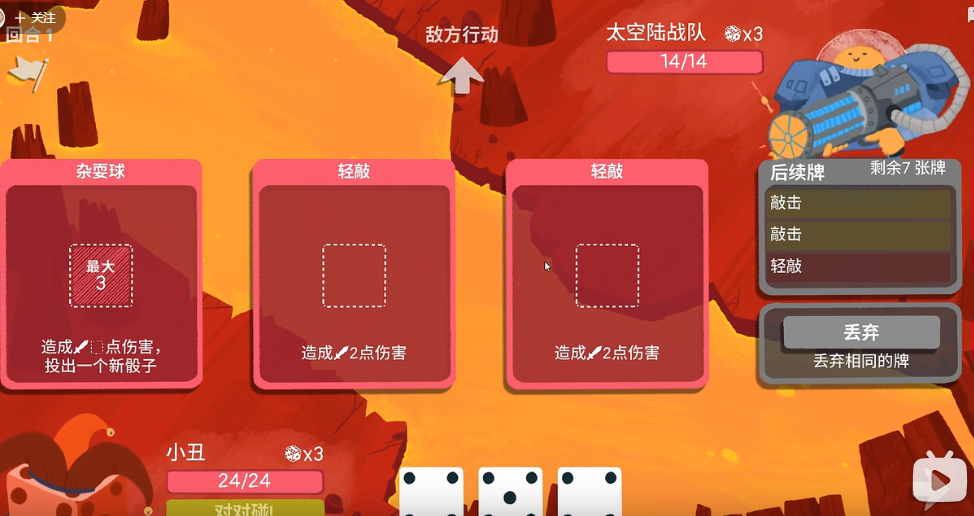 + 关注
回合1
敌方行动
太空陆战队
x3
14/14
杂耍球
最大
3
造成 点伤害，
投出一个新骰子
轻敲
造成 2点伤害
轻敲
造成 2点伤害
后续牌
剩余7 张牌
敲击
敲击
轻敲
丢弃
丢弃相同的牌
小丑
x3
24/24
对对碰!